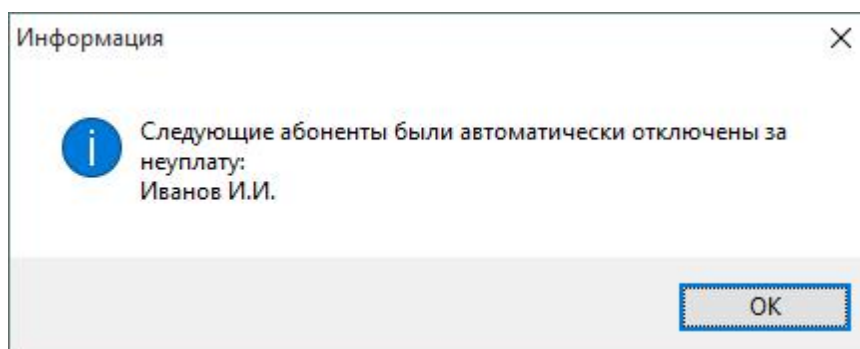 Информация
Следующие абоненты были автоматически отключены за
неуплату:
Иванов И.И.
OK